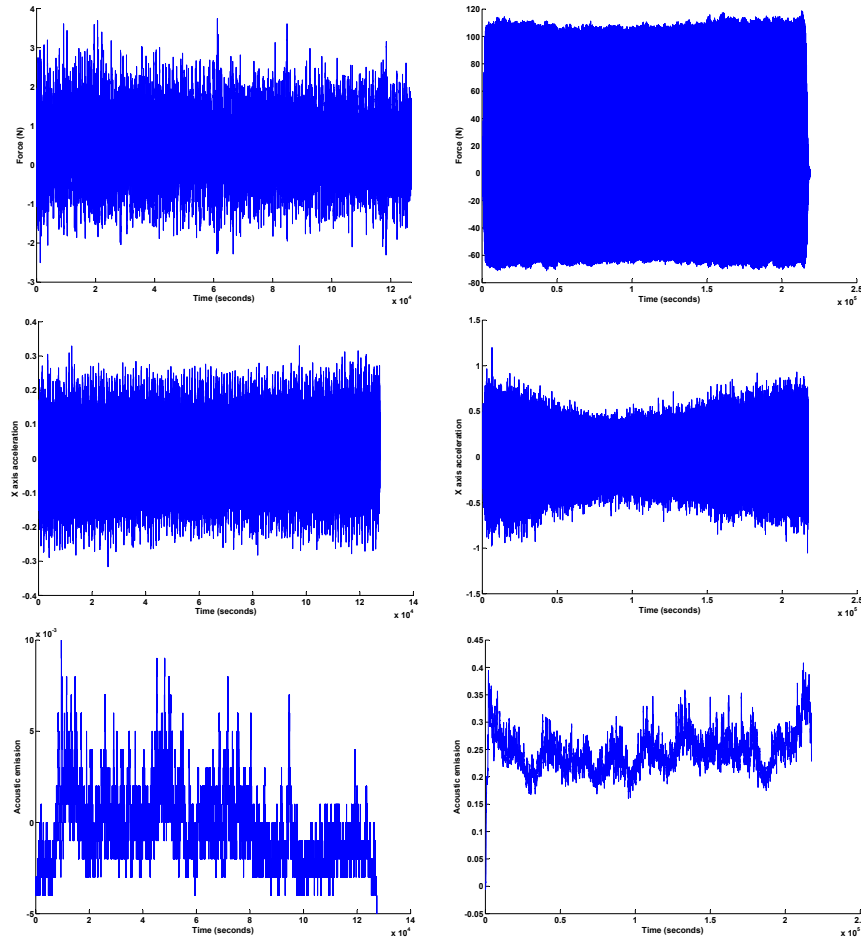 4
3
2
1
0
-1
-2
-3
Force (N)
0 2 4 6 8 10 12
Time (seconds)
x 10^4
120
100
80
60
40
20
0
-20
-40
-60
-80
Force (N)
0 0.5 1 1.5 2 2.5
Time (seconds)
x 10^5
0.4
0.3
0.2
0.1
0
-0.1
-0.2
-0.3
-0.4
X axis acceleration
0 2 4 6 8 10 12 14
Time (seconds)
x 10^4
1.5
1
0.5
0
-0.5
-1
-1.5
X axis acceleration
0 0.5 1 1.5 2 2.5
Time (seconds)
x 10^5
x 10^-3
10
5
0
-5
Acoustic emission
0 2 4 6 8 10 12 14
Time (seconds)
x 10^4
0.45
0.4
0.35
0.3
0.25
0.2
0.15
0.1
0.05
0
-0.05
Acoustic emission
0 0.5 1 1.5 2 2.5
Time (seconds)
x 10^5